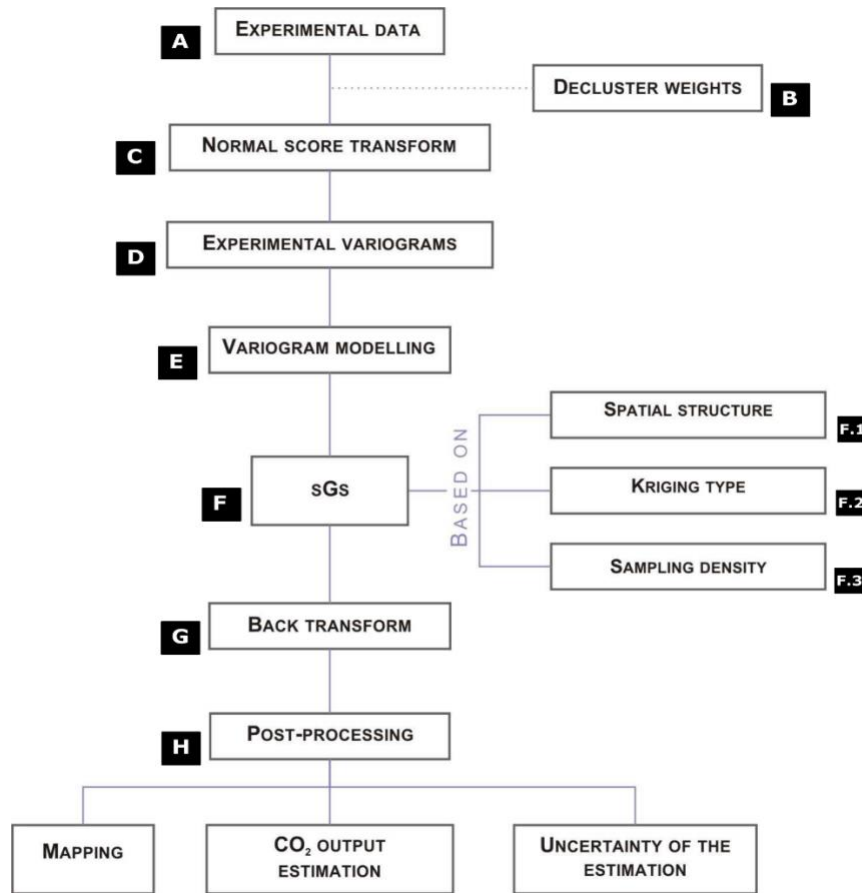 A
EXPERIMENTAL DATA
DECLUSTER WEIGHTS
B
C
NORMAL SCORE TRANSFORM
D
EXPERIMENTAL VARIOGRAMS
E
VARIOGRAM MODELLING
F
sGs
BASED ON
SPATIAL STRUCTURE
F.1
KRIGING TYPE
F.2
SAMPLING DENSITY
F.3
G
BACK TRANSFORM
H
POST-PROCESSING
MAPPING
CO₂ OUTPUT
ESTIMATION
UNCERTAINTY OF THE
ESTIMATION